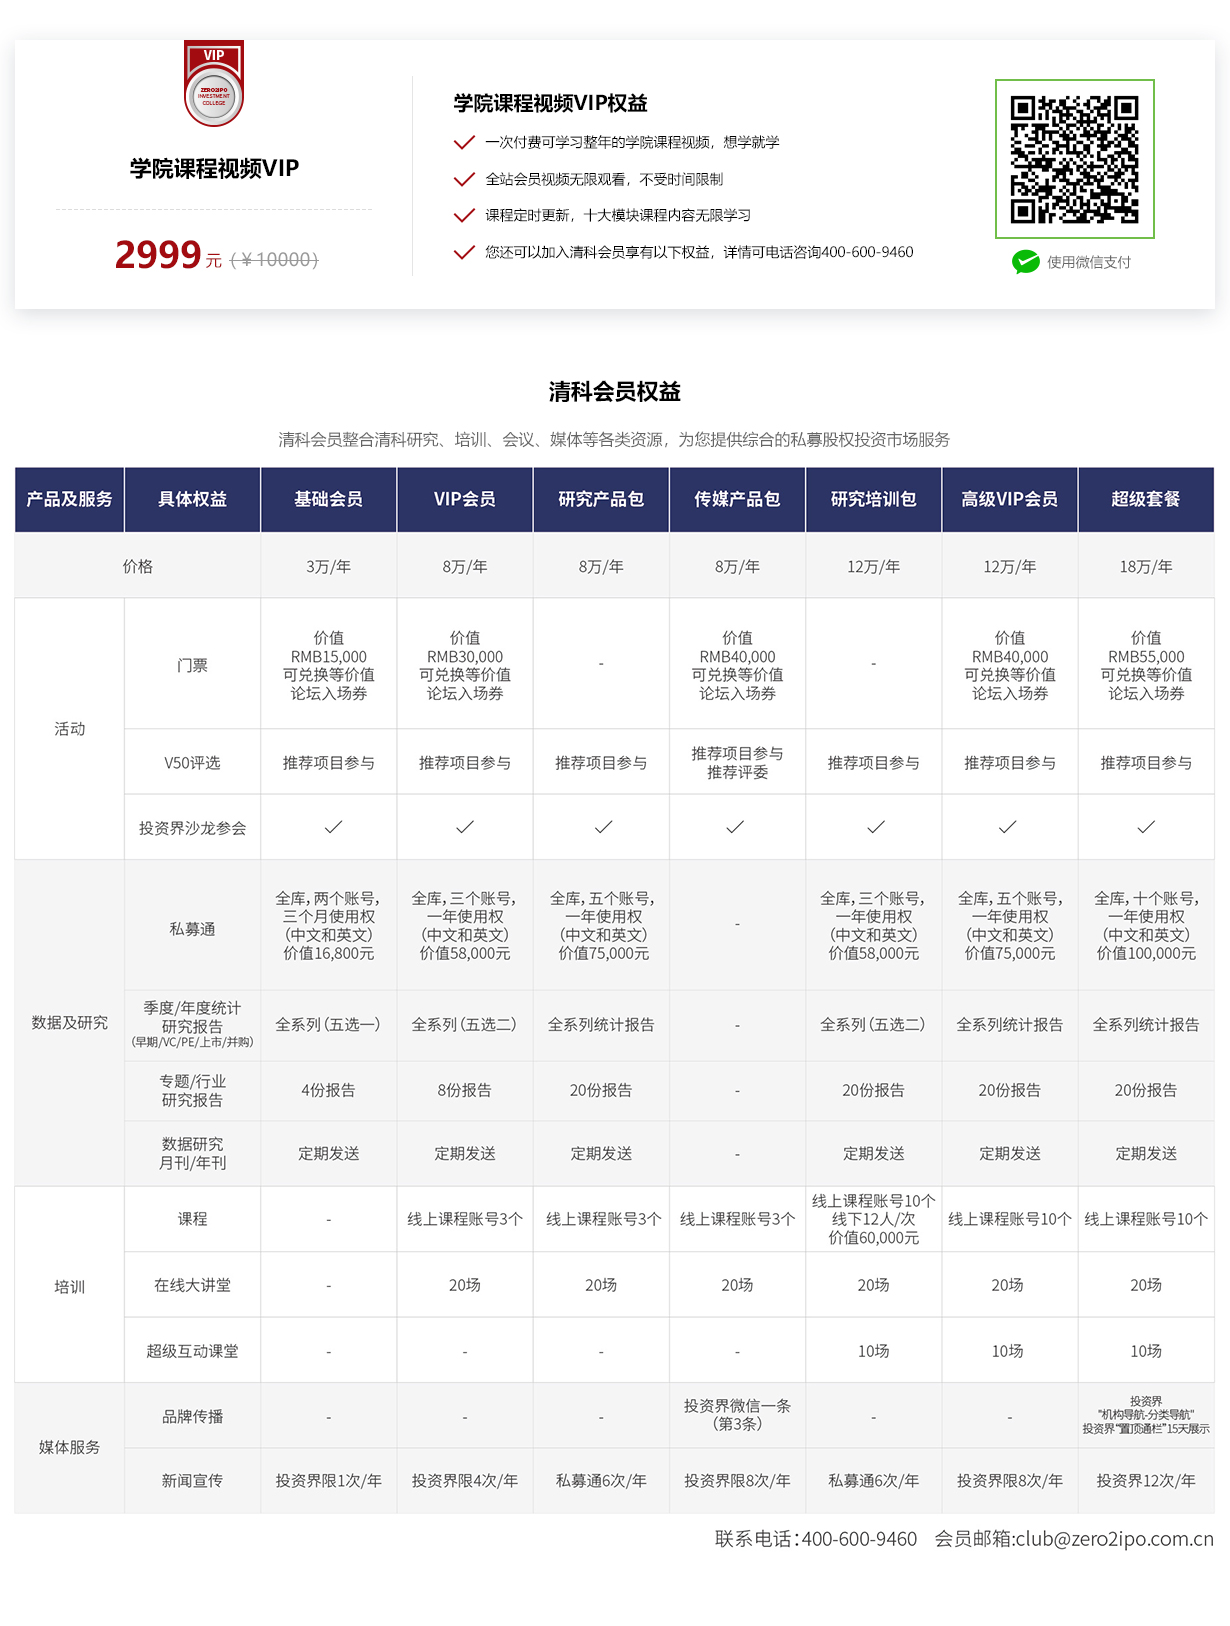 VIP
ZERO2IPO
INVESTMENT
COLLEGE
学院课程视频VIP
2999元 (￥10000)
学院课程视频VIP权益
一次付费可学习整年的学院课程视频，想学就学
全站会员视频无限观看，不受时间限制
课程定时更新，十大模块课程内容无限学习
您还可以加入清科会员享有以下权益，详情可电话咨询400-600-9460
使用微信支付
清科会员权益
清科会员整合清科研究、培训、会议、媒体等各类资源，为您提供综合的私募股权投资市场服务
产品及服务 具体权益 基础会员 VIP会员 研究产品包 传媒产品包 研究培训包 高级VIP会员 超级套餐
价格 3万/年 8万/年 8万/年 8万/年 12万/年 12万/年 18万/年
活动
门票
价值 价值 价值 价值 价值
RMB15,000 RMB30,000 - RMB40,000 - RMB40,000 RMB55,000
可兑换等价值 可兑换等价值 可兑换等价值 可兑换等价值 可兑换等价值
论坛入场券 论坛入场券 论坛入场券 论坛入场券 论坛入场券
V50评选 推荐项目参与 推荐项目参与 推荐项目参与 推荐项目参与 推荐项目参与 推荐项目参与 推荐项目参与
推荐评委
投资界沙龙参会
数据及研究
私募通
全库，两个账号， 全库，三个账号， 全库，五个账号， - 全库，三个账号， 全库，五个账号， 全库，十个账号，
三个月使用权 一年使用权 一年使用权 一年使用权 一年使用权 一年使用权
（中文和英文） （中文和英文） （中文和英文） （中文和英文） （中文和英文） （中文和英文）
价值16,800元 价值58,000元 价值75,000元 价值58,000元 价值75,000元 价值100,000元
季度/年度统计
研究报告 全系列（五选一） 全系列（五选二） 全系列统计报告 - 全系列（五选二） 全系列统计报告 全系列统计报告
（早期/VC/PE/上市/并购）
专题/行业
研究报告 4份报告 8份报告 20份报告 - 20份报告 20份报告 20份报告
数据研究
月刊/年刊 定期发送 定期发送 定期发送 - 定期发送 定期发送 定期发送
培训
课程 - 线上课程账号3个 线上课程账号3个 线上课程账号3个 线上课程账号10个 线上课程账号10个 线上课程账号10个
线下12人/次
价值60,000元
在线大讲堂 - 20场 20场 20场 20场 20场 20场
超级互动课堂 - - - - 10场 10场 10场
媒体服务
品牌传播 - - - 投资界微信一条 - - 投资界
（第3条） "机构导航-分类导航"
投资界"置顶通栏"15天展示
新闻宣传 投资界限1次/年 投资界限4次/年 私募通6次/年 投资界限8次/年 私募通6次/年 投资界限8次/年 投资界12次/年
联系电话：400-600-9460 会员邮箱:club@zero2ipo.com.cn